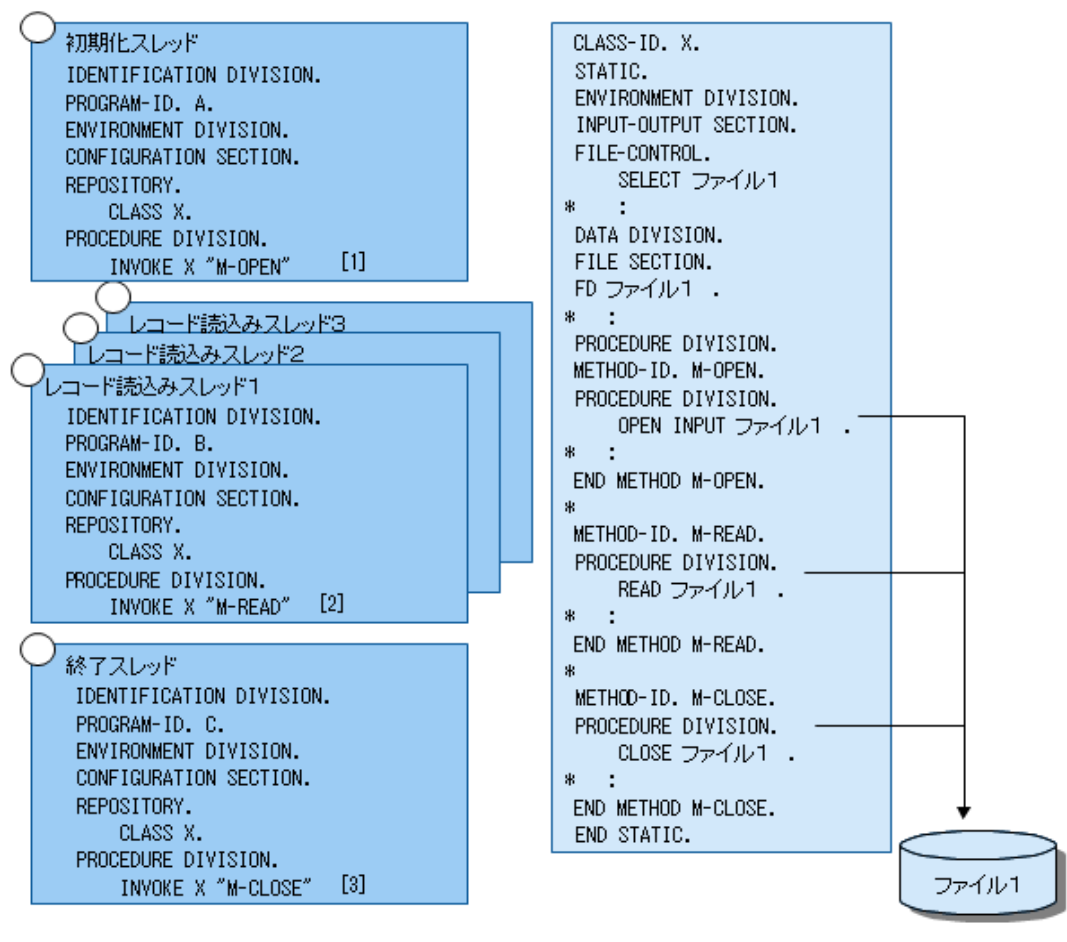 初期化スレッド
IDENTIFICATION DIVISION.
PROGRAM-ID. A.
ENVIRONMENT DIVISION.
CONFIGURATION SECTION.
REPOSITORY.
CLASS X.
PROCEDURE DIVISION.
INVOKE X "M-OPEN" [1]
レコード読込みスレッド3
レコード読込みスレッド2
レコード読込みスレッド1
IDENTIFICATION DIVISION.
PROGRAM-ID. B.
ENVIRONMENT DIVISION.
CONFIGURATION SECTION.
REPOSITORY.
CLASS X.
PROCEDURE DIVISION.
INVOKE X "M-READ" [2]
終了スレッド
IDENTIFICATION DIVISION.
PROGRAM-ID. C.
ENVIRONMENT DIVISION.
CONFIGURATION SECTION.
REPOSITORY.
CLASS X.
PROCEDURE DIVISION.
INVOKE X "M-CLOSE" [3]
CLASS-ID. X.
STATIC.
ENVIRONMENT DIVISION.
INPUT-OUTPUT SECTION.
FILE-CONTROL.
SELECT ファイル1
* :
DATA DIVISION.
FILE SECTION.
FD ファイル1 .
* :
PROCEDURE DIVISION.
METHOD-ID. M-OPEN.
PROCEDURE DIVISION.
OPEN INPUT ファイル1 .
* :
END METHOD M-OPEN.
*
METHOD-ID. M-READ.
PROCEDURE DIVISION.
READ ファイル1 .
* :
END METHOD M-READ.
*
METHOD-ID. M-CLOSE.
PROCEDURE DIVISION.
CLOSE ファイル1 .
* :
END METHOD M-CLOSE.
END STATIC.
ファイル1